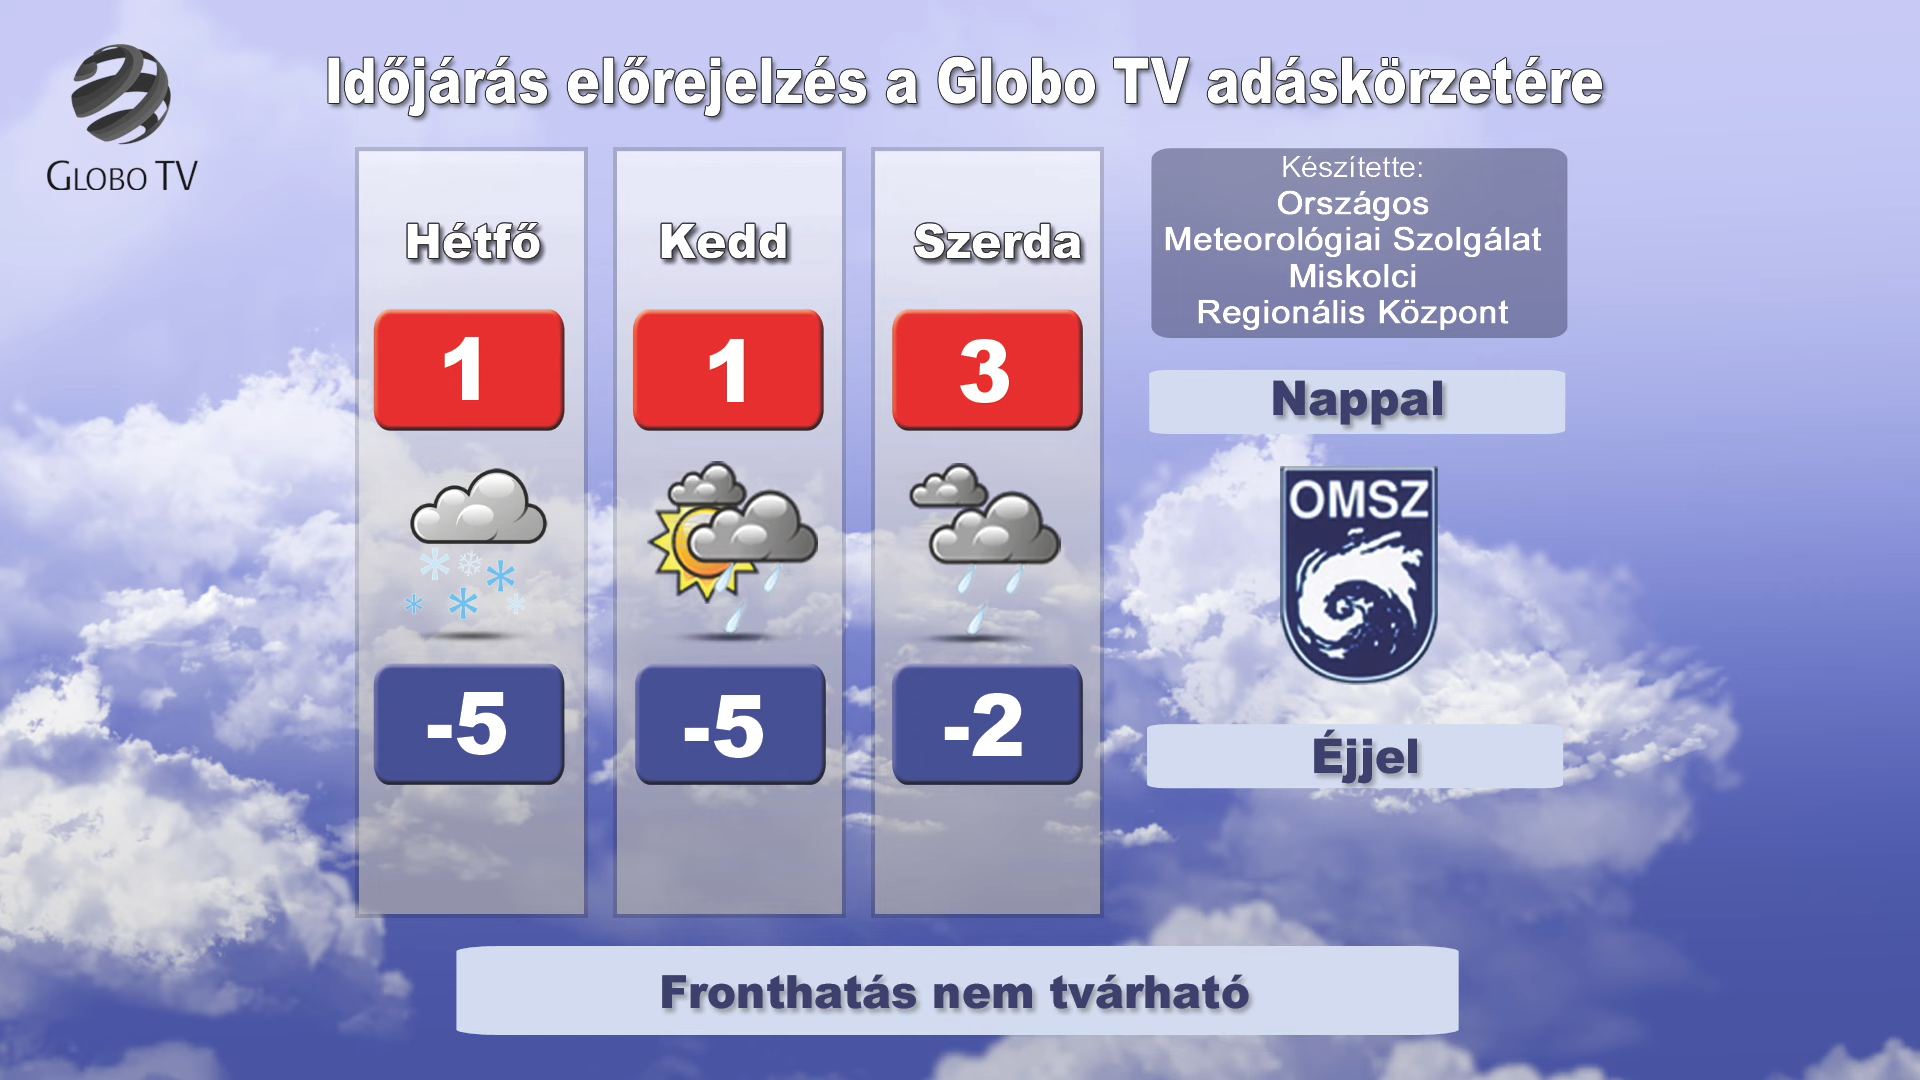 GLOBO TV
Időjárás előrejelzés a Globo TV adáskörzetére
Hétfő
Kedd
Szerda
Készítette:
Országos
Meteorológiai Szolgálat
Miskolci
Regionális Központ
1
1
3
Nappal
OMSZ
-5
-5
-2
Éjjel
Fronthatás nem tvárható